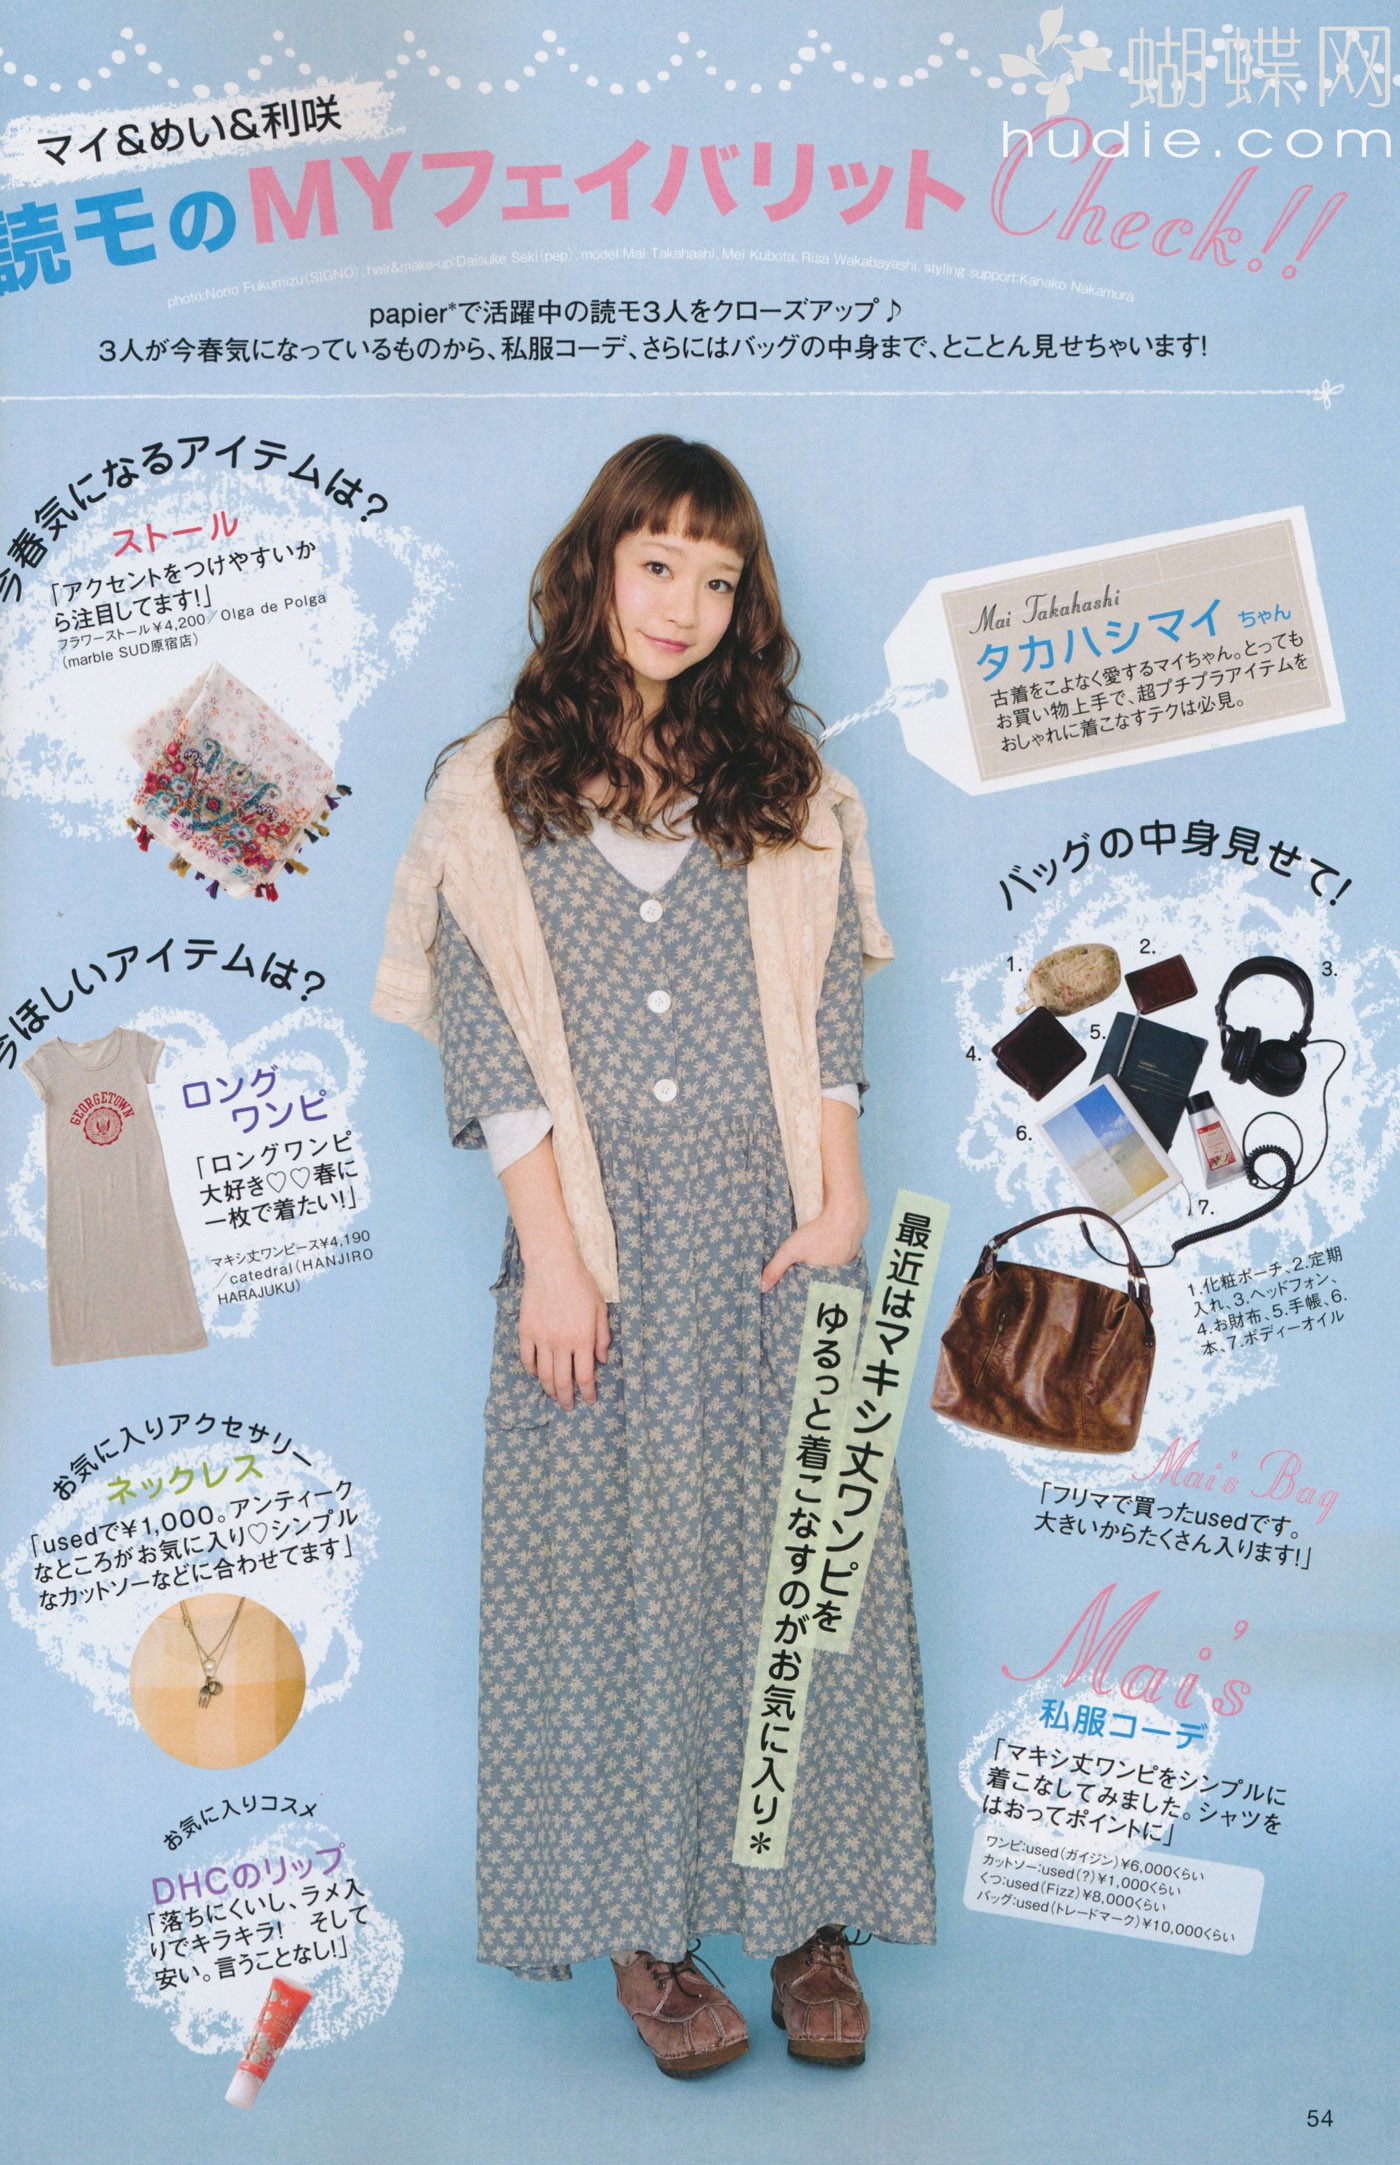 蝴蝶网
hudie.com
マイ&めい&利咲
読モのMYフェイバリット Check!!
photo:Norio Fukumizu(SIGNO), hair&make-up:Daisuke Seki(pep), model:Mai Takahashi, Mei Kubota, Risa Wakabayashi, styling support:Kanako Nakamura
papier*で活躍中の読モ3人をクローズアップ♪
3人が今春気になっているものから、私服コーデ、さらにはバッグの中身まで、とことん見せちゃいます!
今春気になるアイテムは?
ストール
「アクセントをつけやすいか
ら注目してます!」
フラワーストール¥4,200/Olga de Polga
(marble SUD原宿店)
Mai Takahashi
タカハシマイ ちゃん
古着をこよなく愛するマイちゃん。とっても
お買い物上手で、超プチプラアイテムを
おしゃれに着こなすテクは必見。
今ほしいアイテムは?
GEORGETOWN
ロング
ワンピ
「ロングワンピ
大好き♡♡春に
一枚で着たい!」
マキシ丈ワンピース¥4,190
/catedral(HANJIRO
HARAJUKU)
バッグの中身見せて!
1.
2.
3.
4.
5.
6.
7.
1.化粧ポーチ、2.定期
入れ、3.ヘッドフォン、
4.お財布、5.手帳、6.
本、7.ボディーオイル
Mai's Bag
「フリマで買ったusedです。
大きいからたくさん入ります!」
最近はマキシ丈ワンピを
ゆるっと着こなすのがお気に入り*
お気に入りアクセサリー
ネックレス
「usedで¥1,000。アンティーク
なところがお気に入り♡シンプル
なカットソーなどに合わせてます」
お気に入りコスメ
DHCのリップ
「落ちにくいし、ラメ入
りでキラキラ! そして
安い。言うことなし!」
Mai's
私服コーデ
「マキシ丈ワンピをシンプルに
着こなしてみました。シャツを
はおってポイントに」
ワンピ:used(ガイジン)¥6,000くらい
カットソー:used(?)¥1,000くらい
くつ:used(Fizz)¥8,000くらい
バッグ:used(トレードマーク)¥10,000くらい
54